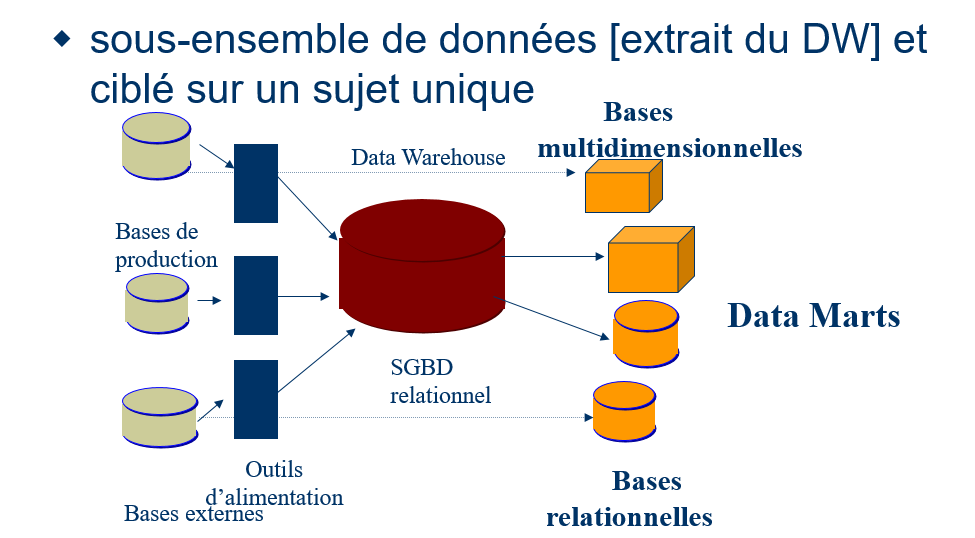 sous-ensemble de données [extrait du DW] et
ciblé sur un sujet unique
Bases
multidimensionnelles
Data Warehouse
Bases de
production
Data Marts
SGBD
relationnel
Outils
d’alimentation
Bases externes
Bases
relationnelles